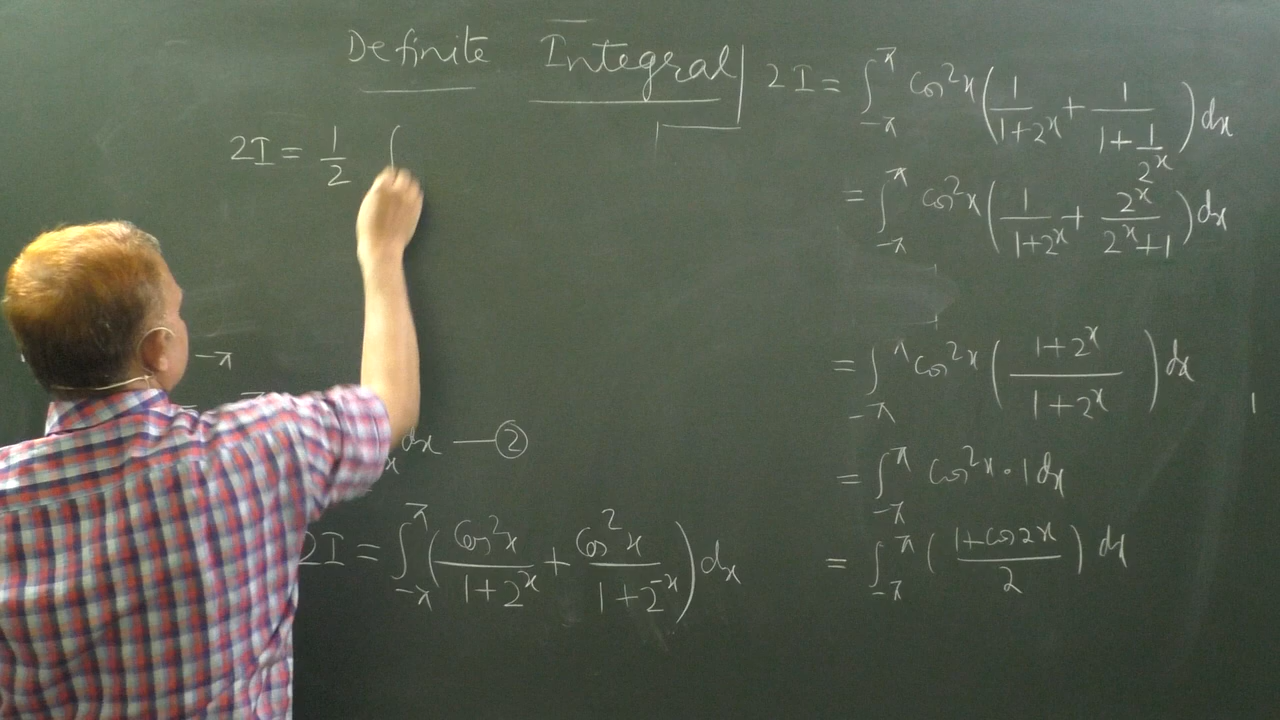 Definite Integral
2I = 1/2 ∫
-π
dx — ②
x
2I = ∫_{-π}^{π} (cos²x/(1+2^x) + cos²x/(1+2^{-x})) dx
2I = ∫_{-π}^{π} cos²x (1/(1+2^x) + 1/(1+1/2^x)) dx
= ∫_{-π}^{π} cos²x (1/(1+2^x) + 2^x/(2^x+1)) dx
= ∫_{-π}^{π} cos²x ((1+2^x)/(1+2^x)) dx
= ∫_{-π}^{π} cos²x · 1 dx
= ∫_{-π}^{π} ((1+cos2x)/2) dx